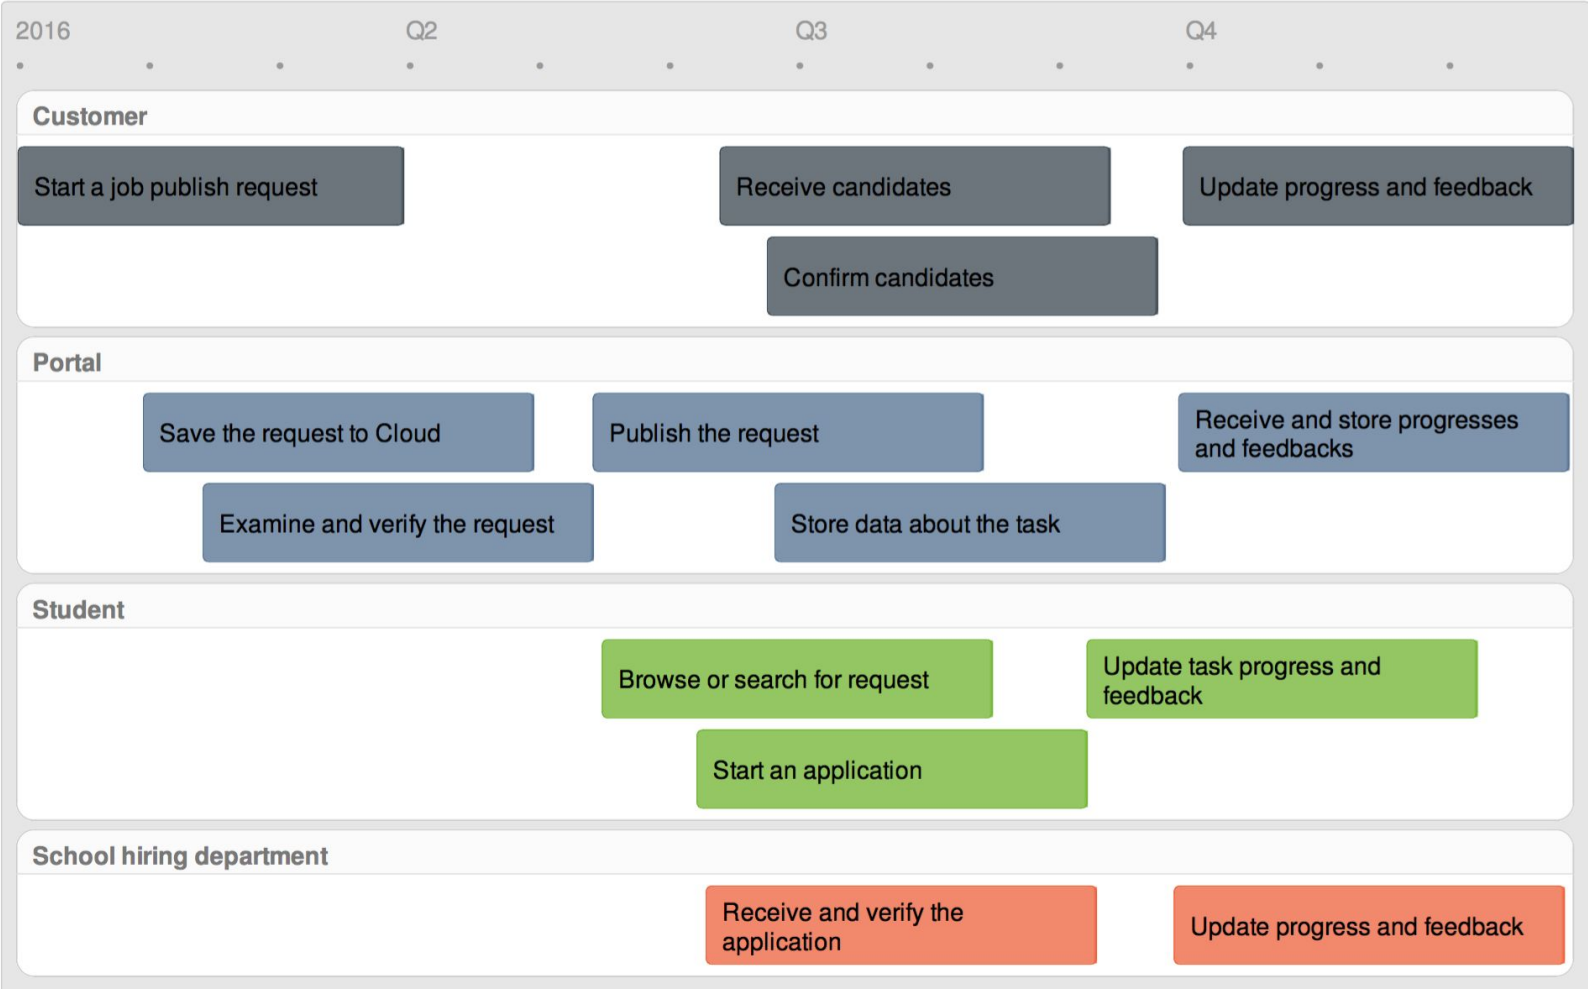 2016 Q2 Q3 Q4
Customer
Start a job publish request
Receive candidates
Update progress and feedback
Confirm candidates
Portal
Save the request to Cloud
Publish the request
Receive and store progresses
and feedbacks
Examine and verify the request
Store data about the task
Student
Browse or search for request
Update task progress and
feedback
Start an application
School hiring department
Receive and verify the
application
Update progress and feedback